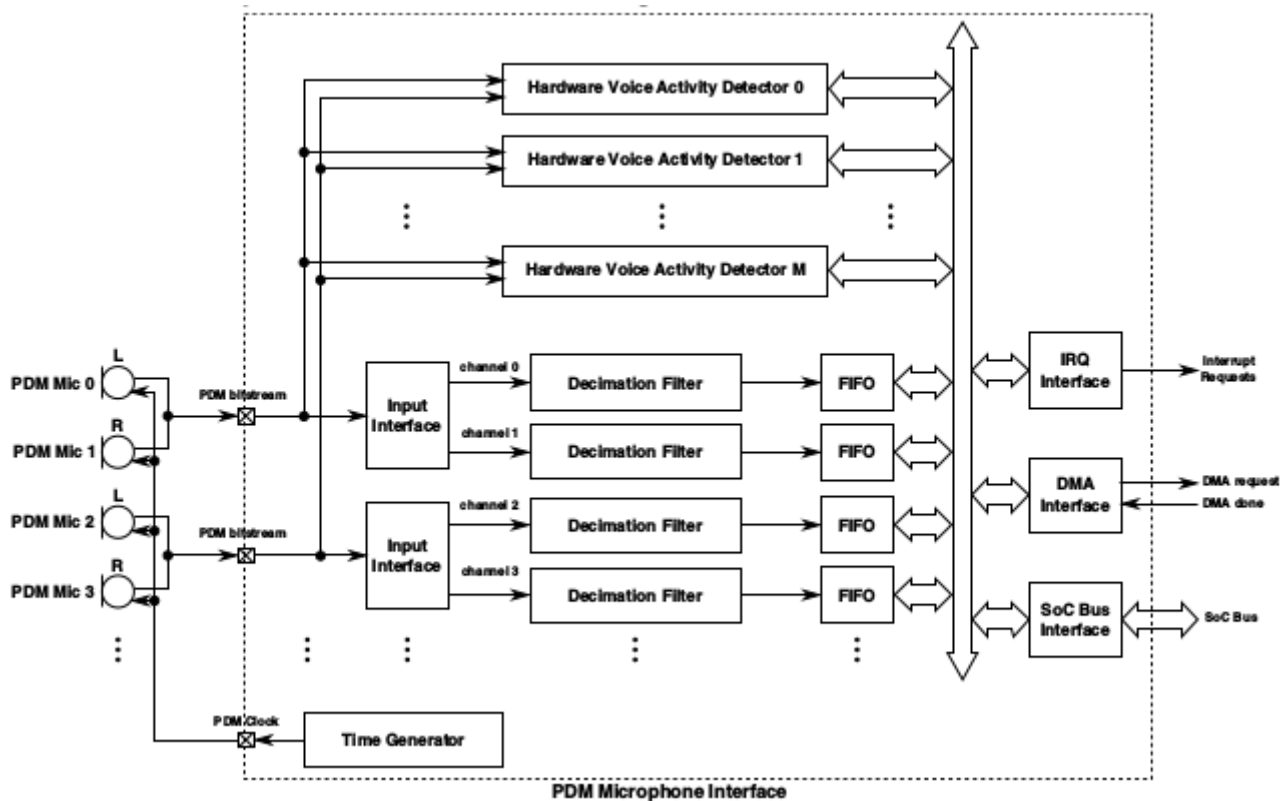 Hardware Voice Activity Detector 0
Hardware Voice Activity Detector 1
Hardware Voice Activity Detector M
L
PDM Mic 0
R
PDM Mic 1
L
PDM Mic 2
R
PDM Mic 3
PDM bitstream
PDM bitstream
Input
Interface
Input
Interface
channel 0
Decimation Filter
FIFO
channel 1
Decimation Filter
FIFO
channel 2
Decimation Filter
FIFO
channel 3
Decimation Filter
FIFO
IRQ
Interface
Interrupt
Requests
DMA
Interface
DMA request
DMA done
SoC Bus
Interface
SoC Bus
PDM Clock
Time Generator
PDM Microphone Interface